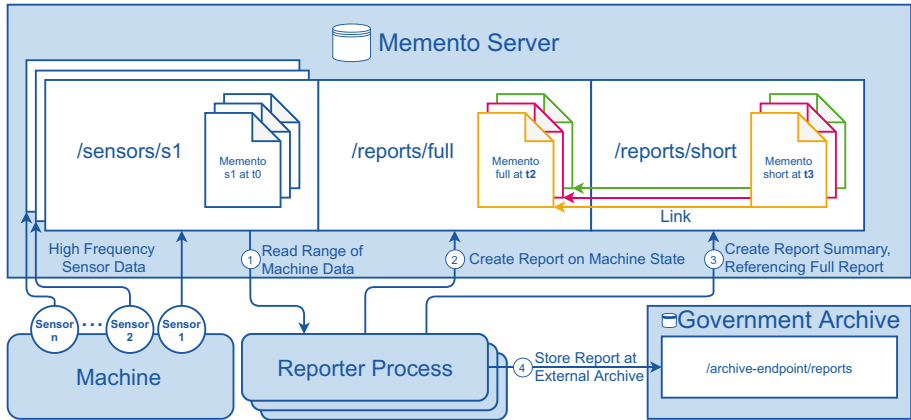 Memento Server
/sensors/s1
Memento
s1 at t0
/reports/full
Memento
full at t2
/reports/short
Memento
short at t3
Link
High Frequency
Sensor Data
1
Read Range of
Machine Data
2
Create Report on Machine State
3
Create Report Summary,
Referencing Full Report
Sensor
n
...
Sensor
2
Sensor
1
Machine
Reporter Process
4
Store Report at
External Archive
Government Archive
/archive-endpoint/reports